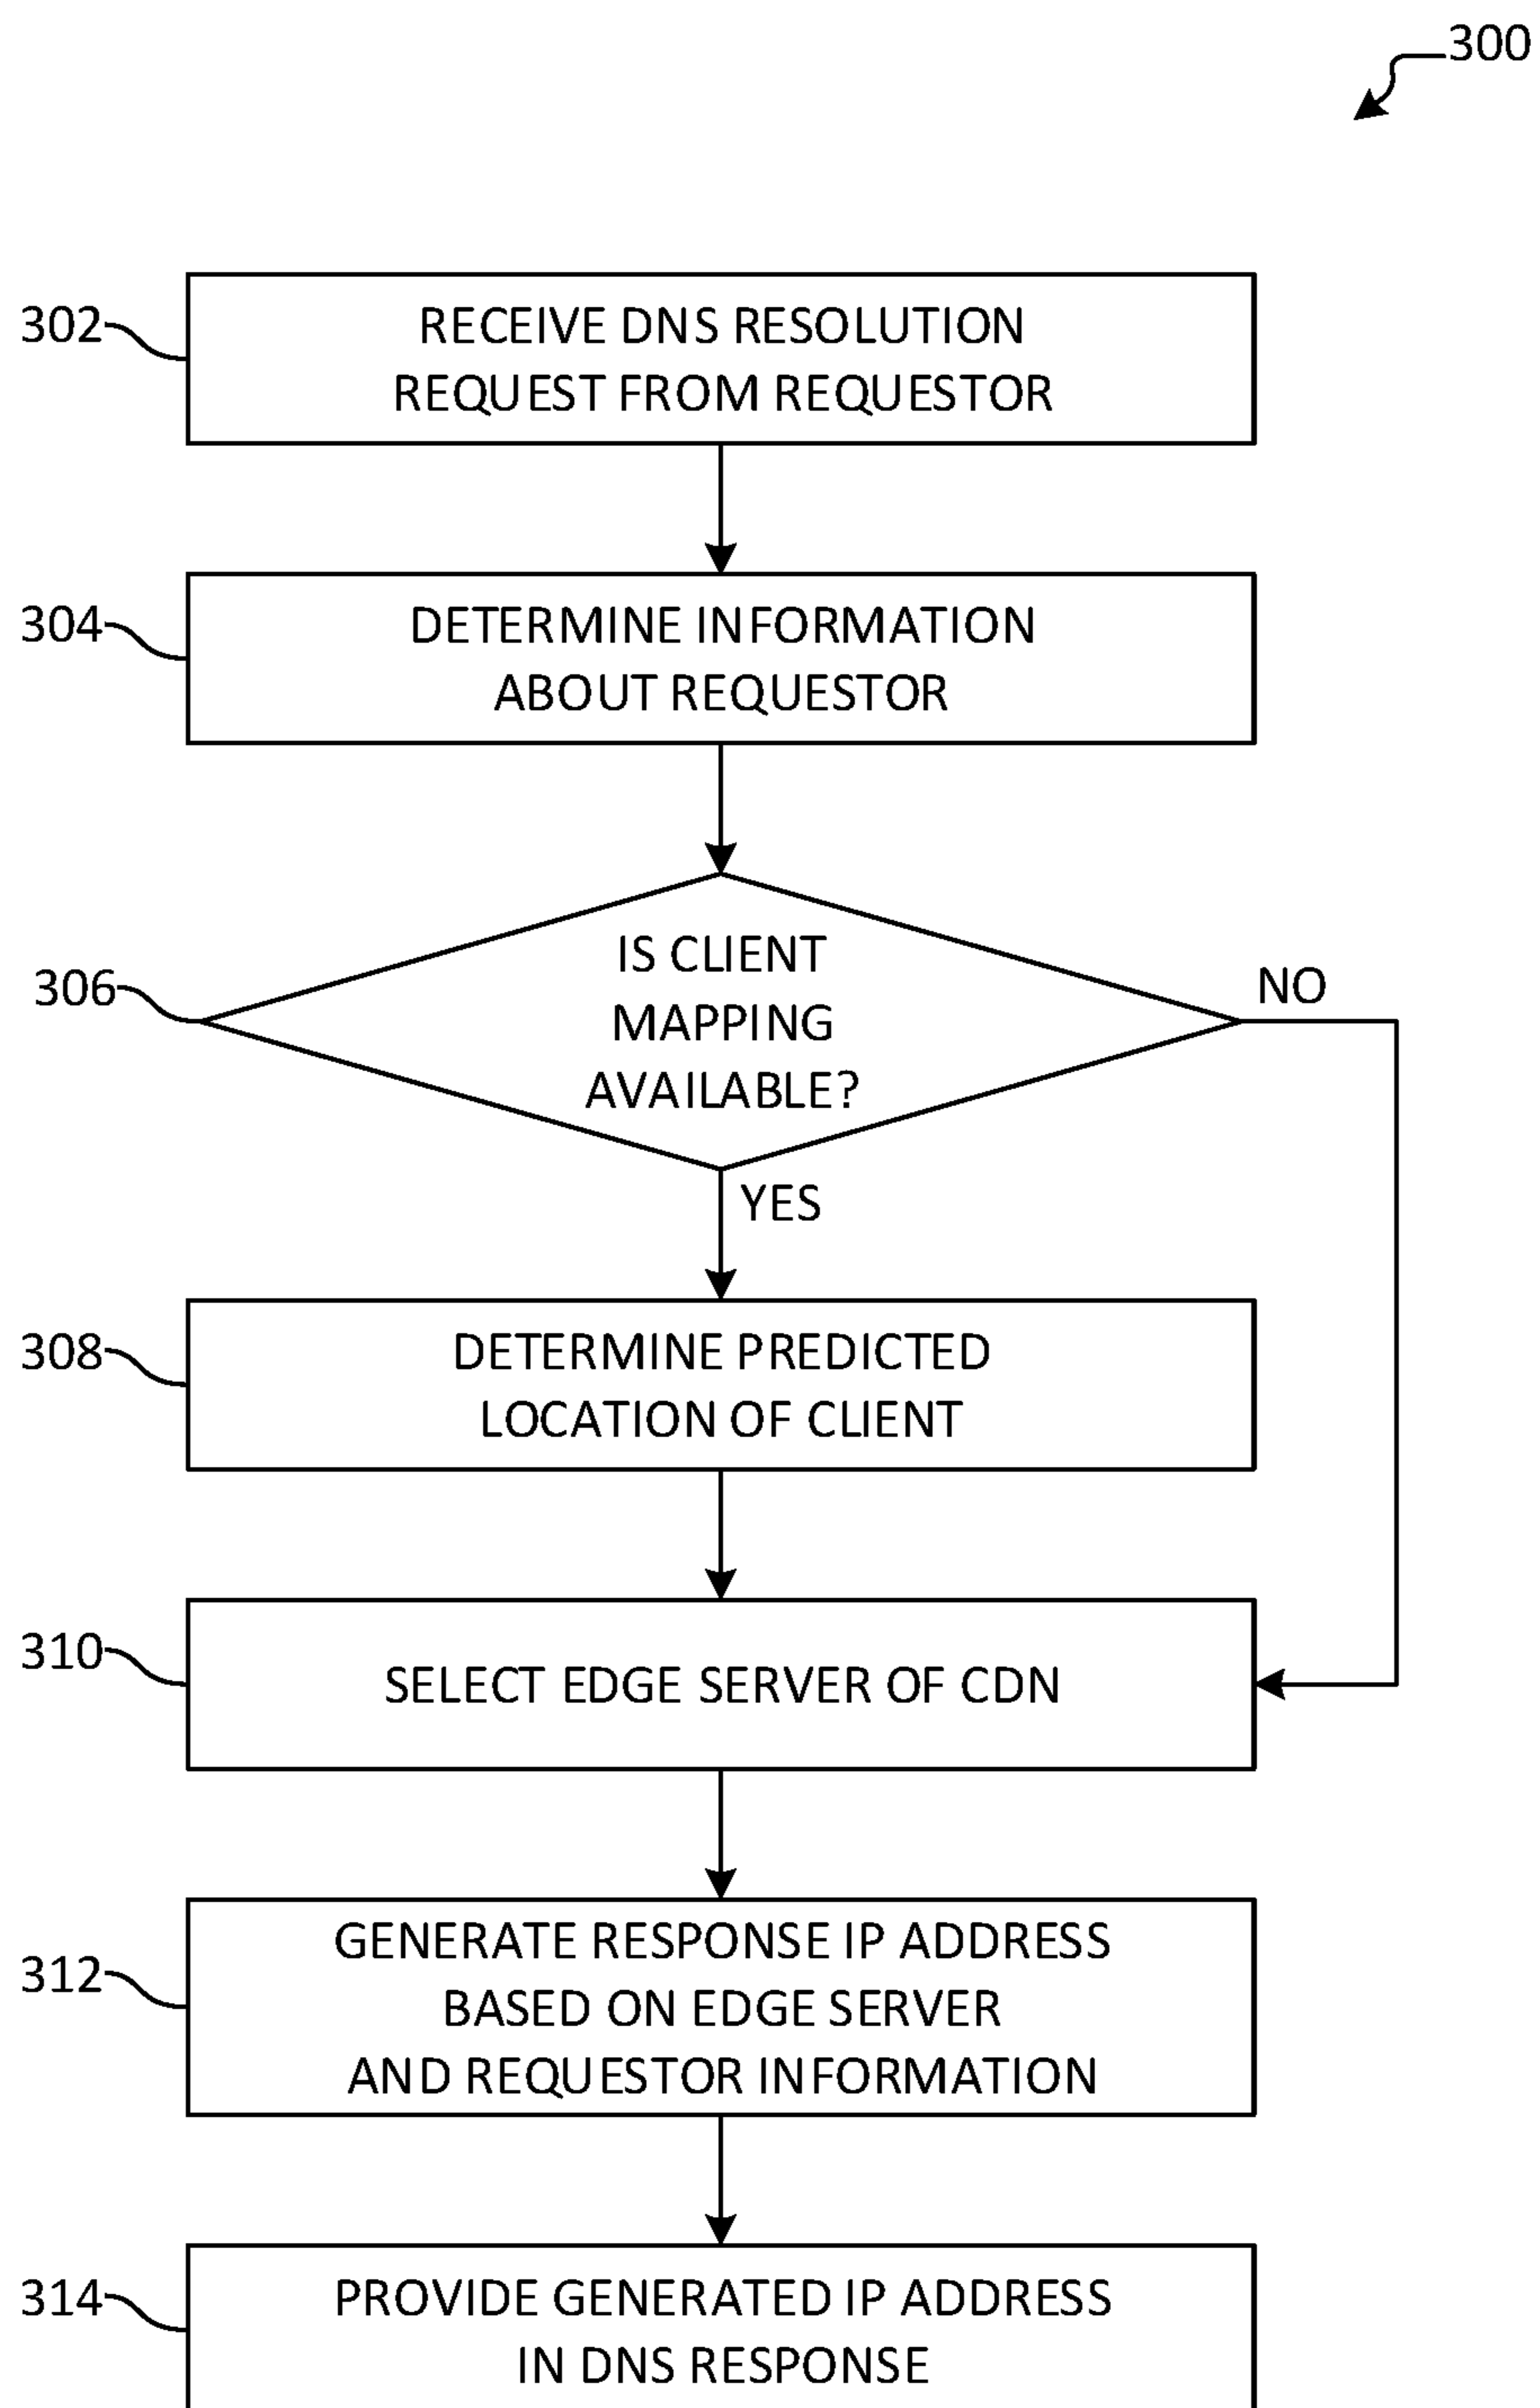 300
302
RECEIVE DNS RESOLUTION
REQUEST FROM REQUESTOR
304
DETERMINE INFORMATION
ABOUT REQUESTOR
306
IS CLIENT
MAPPING
AVAILABLE?
NO
YES
308
DETERMINE PREDICTED
LOCATION OF CLIENT
310
SELECT EDGE SERVER OF CDN
312
GENERATE RESPONSE IP ADDRESS
BASED ON EDGE SERVER
AND REQUESTOR INFORMATION
314
PROVIDE GENERATED IP ADDRESS
IN DNS RESPONSE